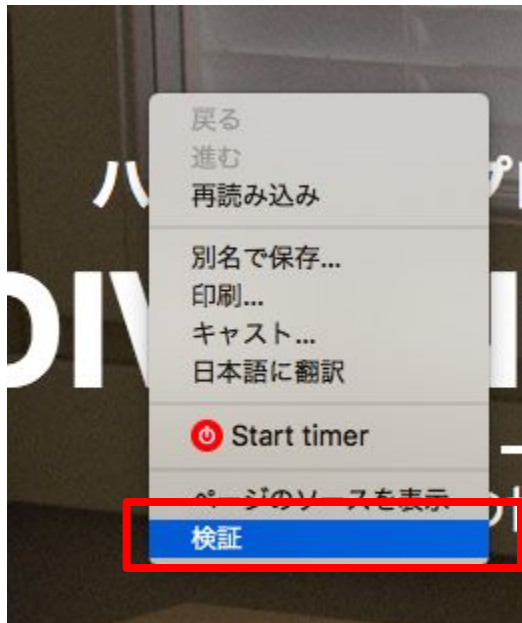 戻る
進む
再読み込み
別名で保存...
印刷...
キャスト...
日本語に翻訳
Start timer
ページのソースを表示
検証